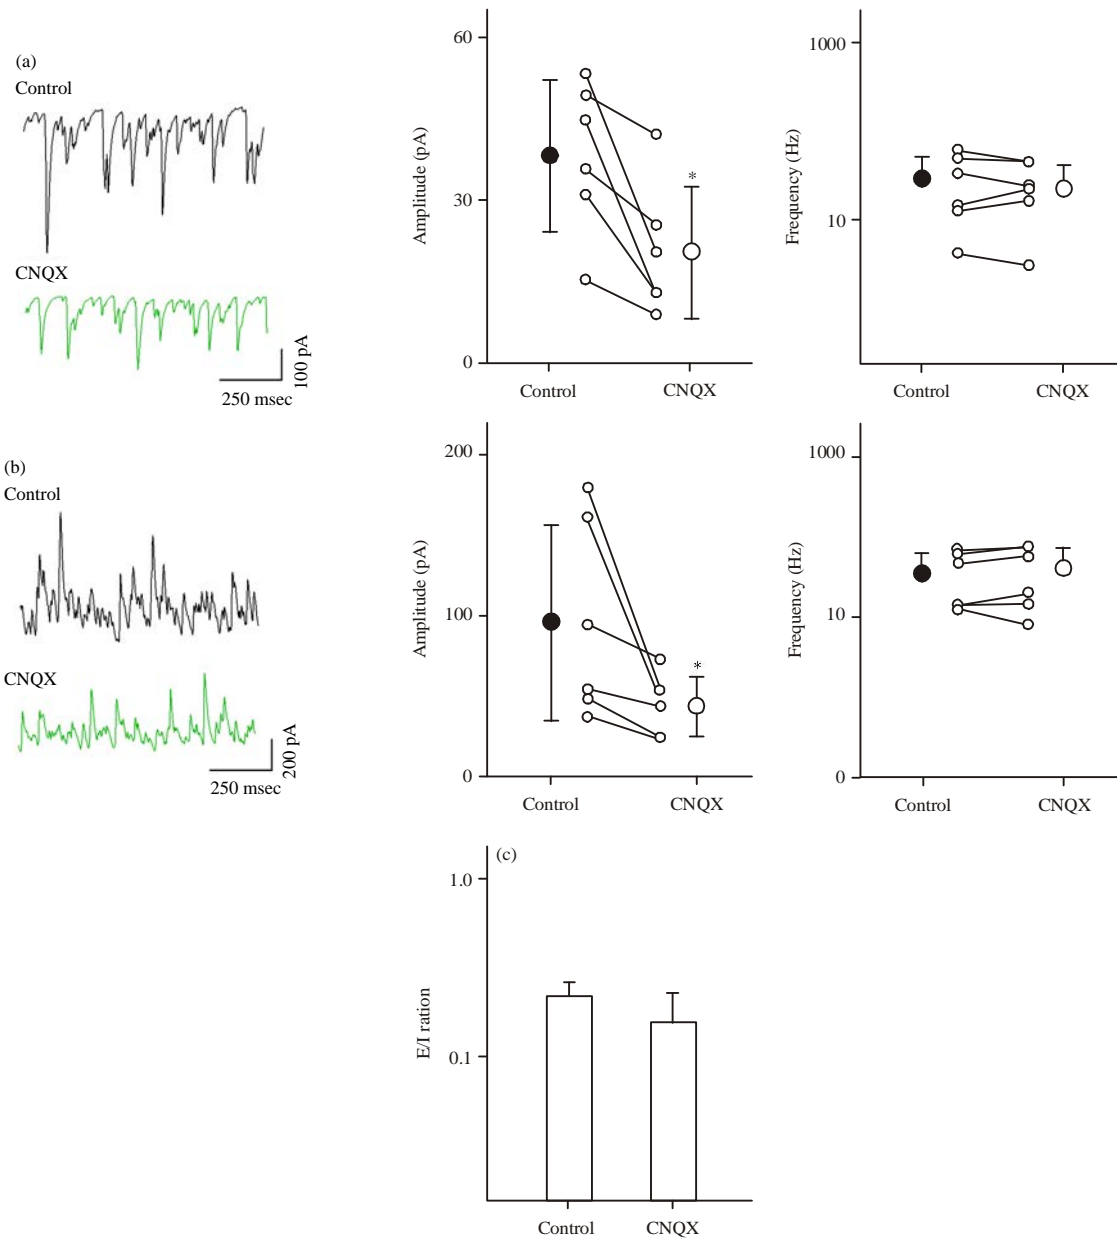 (a)
Control
CNQX
100 pA
250 msec
60
30
0
Amplitude (pA)
*
Control
CNQX
1000
10
Frequency (Hz)
Control
CNQX
(b)
Control
CNQX
200 pA
250 msec
200
100
0
Amplitude (pA)
*
Control
CNQX
1000
10
0
Frequency (Hz)
Control
CNQX
(c)
1.0
0.1
E/I ration
Control
CNQX